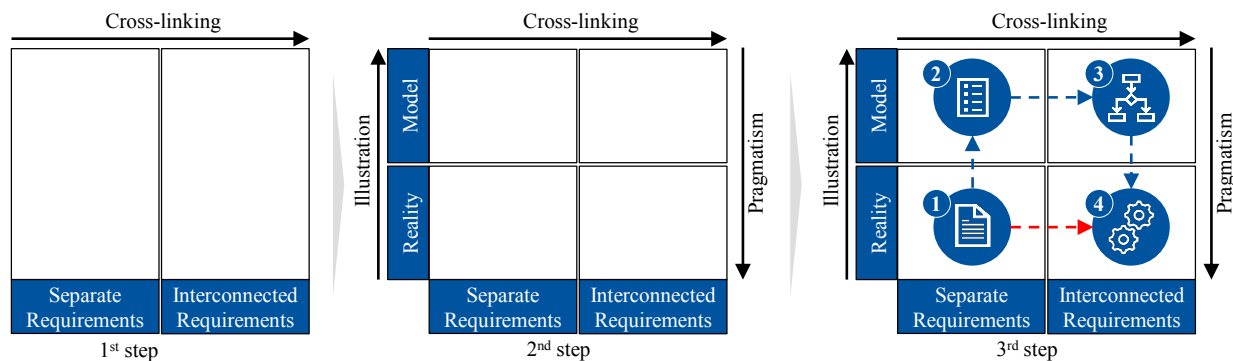 Cross-linking
Separate
Requirements
Interconnected
Requirements
1st step
Cross-linking
Illustration
Model
Reality
Pragmatism
Separate
Requirements
Interconnected
Requirements
2nd step
Cross-linking
Illustration
Model
Reality
2
3
1
4
Pragmatism
Separate
Requirements
Interconnected
Requirements
3rd step